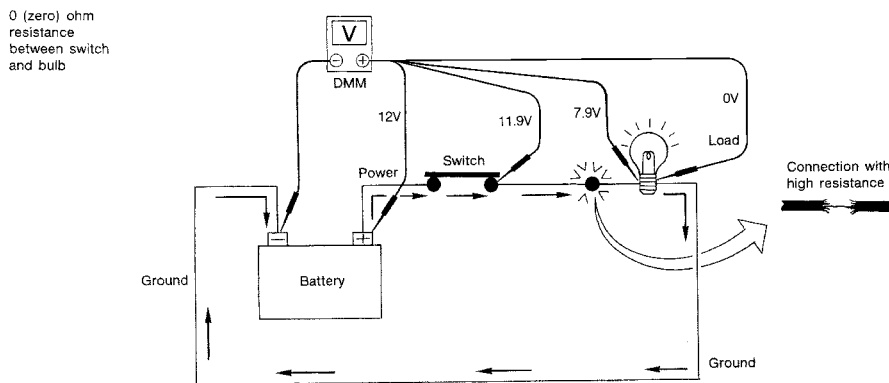 0 (zero) ohm
resistance
between switch
and bulb
V
− +
DMM
12V
11.9V
7.9V
0V
Load
Switch
Power
Connection with
high resistance
− +
Ground
Battery
Ground